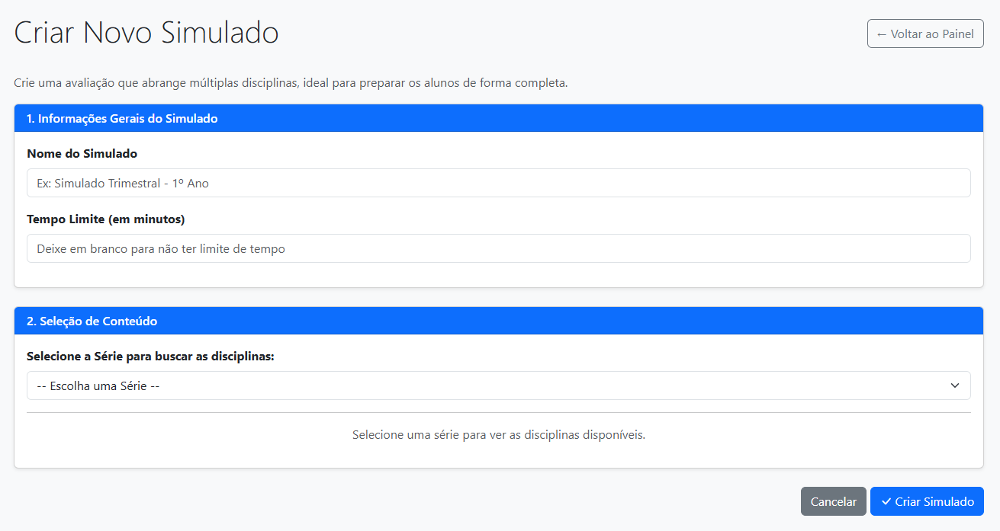 Criar Novo Simulado
← Voltar ao Painel
Crie uma avaliação que abrange múltiplas disciplinas, ideal para preparar os alunos de forma completa.
1. Informações Gerais do Simulado
Nome do Simulado
Ex: Simulado Trimestral - 1º Ano
Tempo Limite (em minutos)
Deixe em branco para não ter limite de tempo
2. Seleção de Conteúdo
Selecione a Série para buscar as disciplinas:
-- Escolha uma Série --
Selecione uma série para ver as disciplinas disponíveis.
Cancelar
✓ Criar Simulado